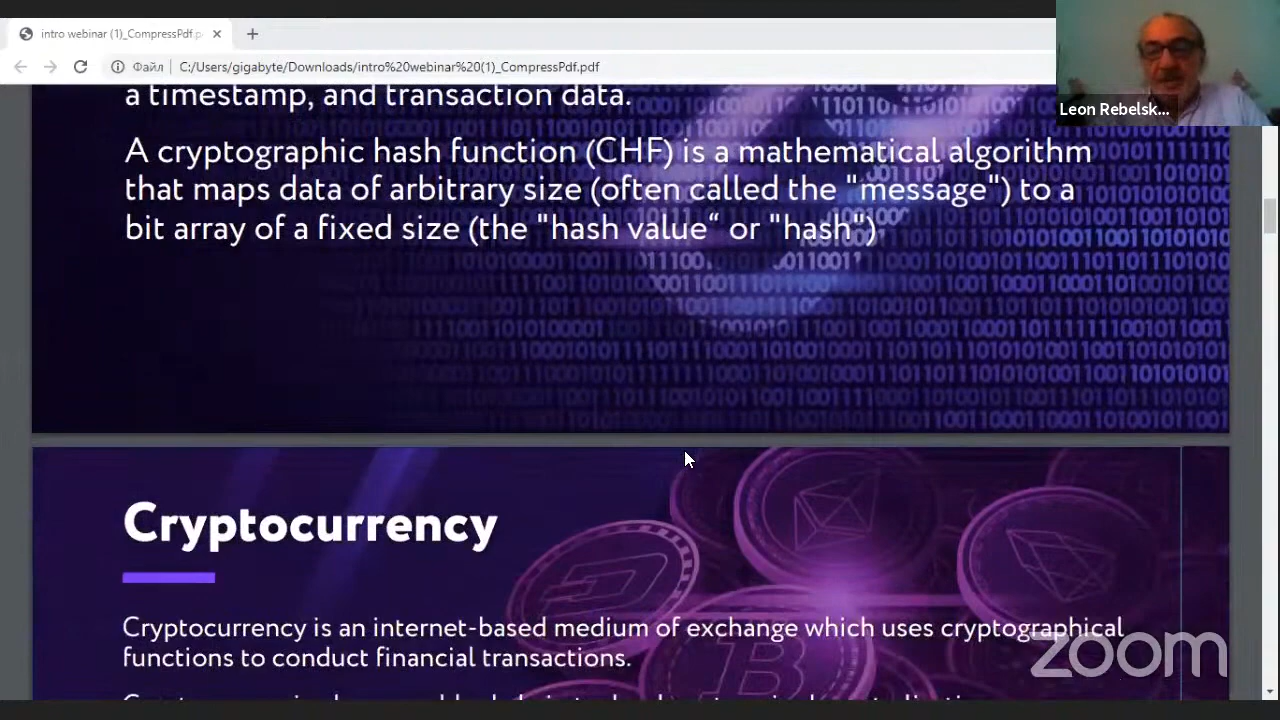 intro webinar (1)_CompressPdf.p
Файл
C:/Users/gigabyte/Downloads/intro%20webinar%20(1)_CompressPdf.pdf
Leon Rebelsk...
a timestamp, and transaction data.
A cryptographic hash function (CHF) is a mathematical algorithm
that maps data of arbitrary size (often called the "message") to a
bit array of a fixed size (the "hash value“ or "hash")
Cryptocurrency
Cryptocurrency is an internet-based medium of exchange which uses cryptographical
functions to conduct financial transactions.
zoom